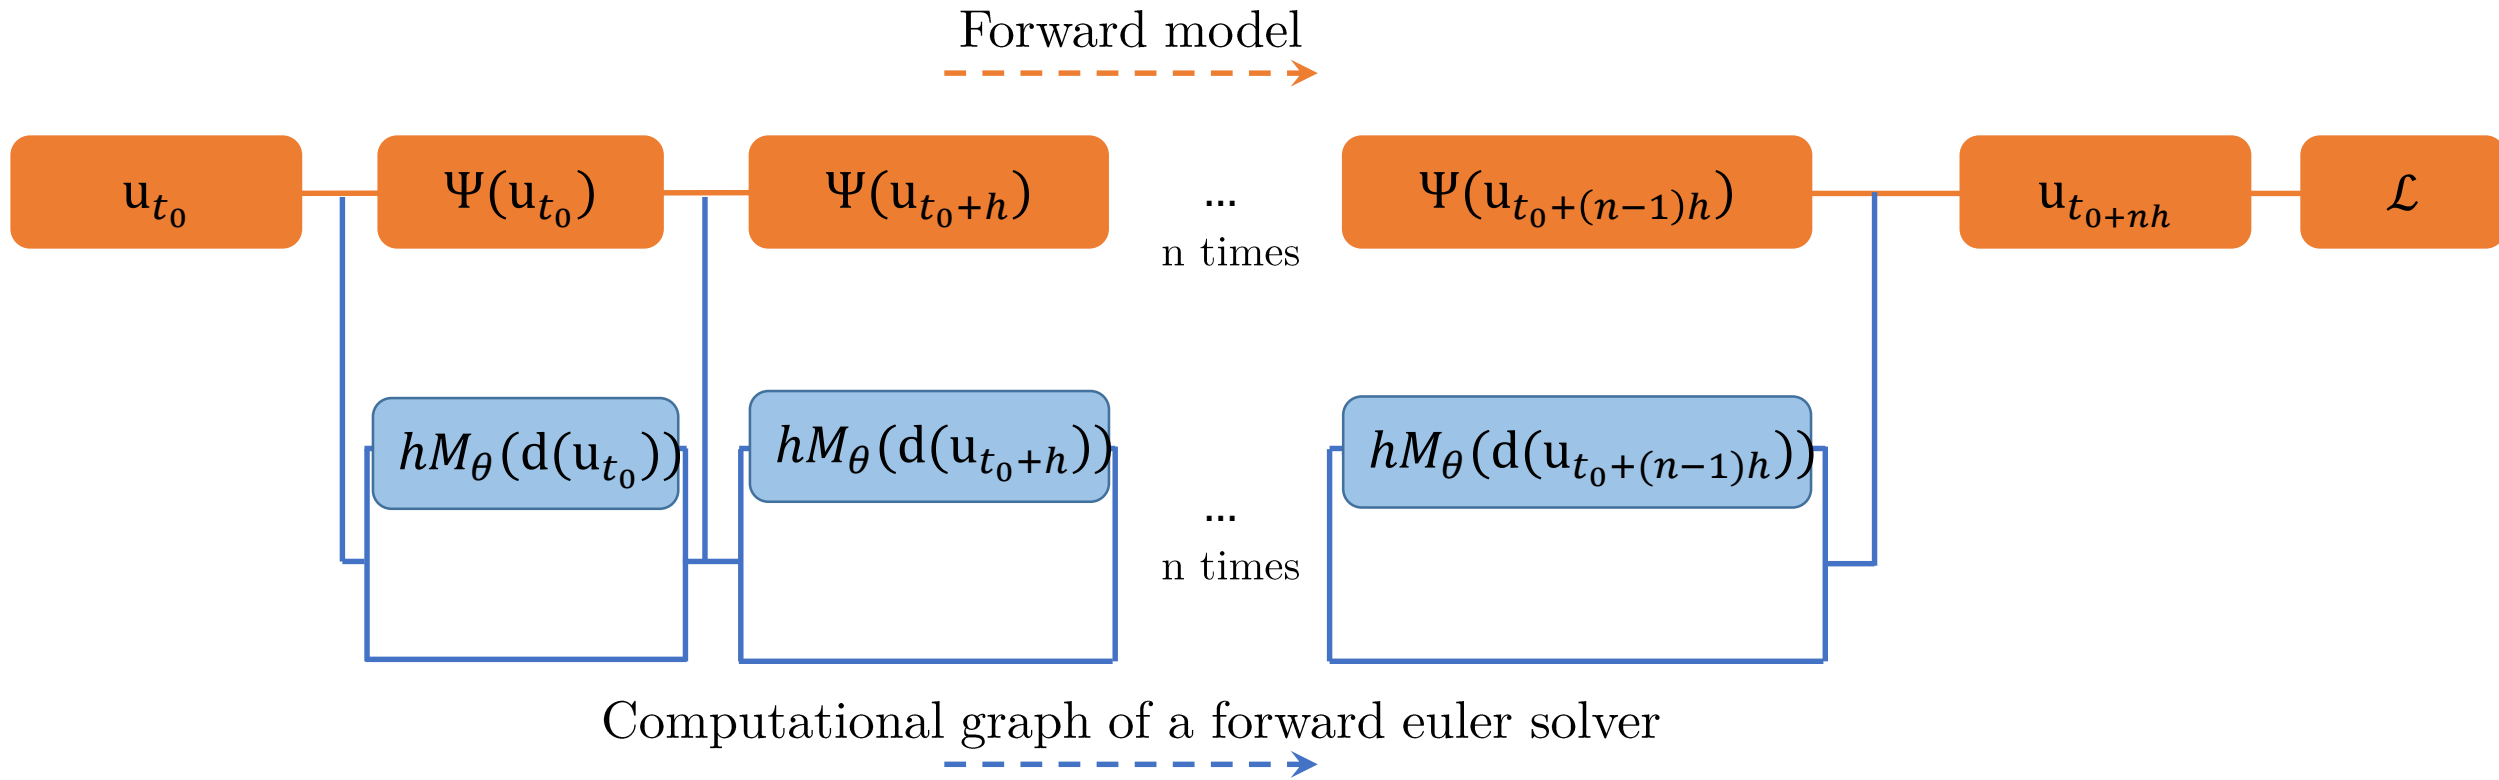 Forward model
u_{t_0}
Ψ(u_{t_0})
Ψ(u_{t_0+h})
...
n times
Ψ(u_{t_0+(n−1)h})
u_{t_0+nh}
ℒ
hM_θ(d(u_{t_0}))
hM_θ(d(u_{t_0+h}))
...
n times
hM_θ(d(u_{t_0+(n−1)h}))
Computational graph of a forward euler solver